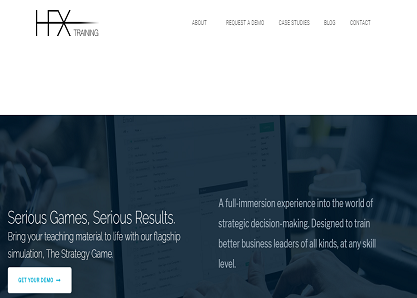 HFX TRAINING
ABOUT REQUEST A DEMO CASE STUDIES BLOG CONTACT
Serious Games, Serious Results.
Bring your teaching material to life with our flagship
simulation, The Strategy Game.
GET YOUR DEMO →
A full-immersion experience into the world of
strategic decision-making. Designed to train
better business leaders of all kinds, at any skill
level.